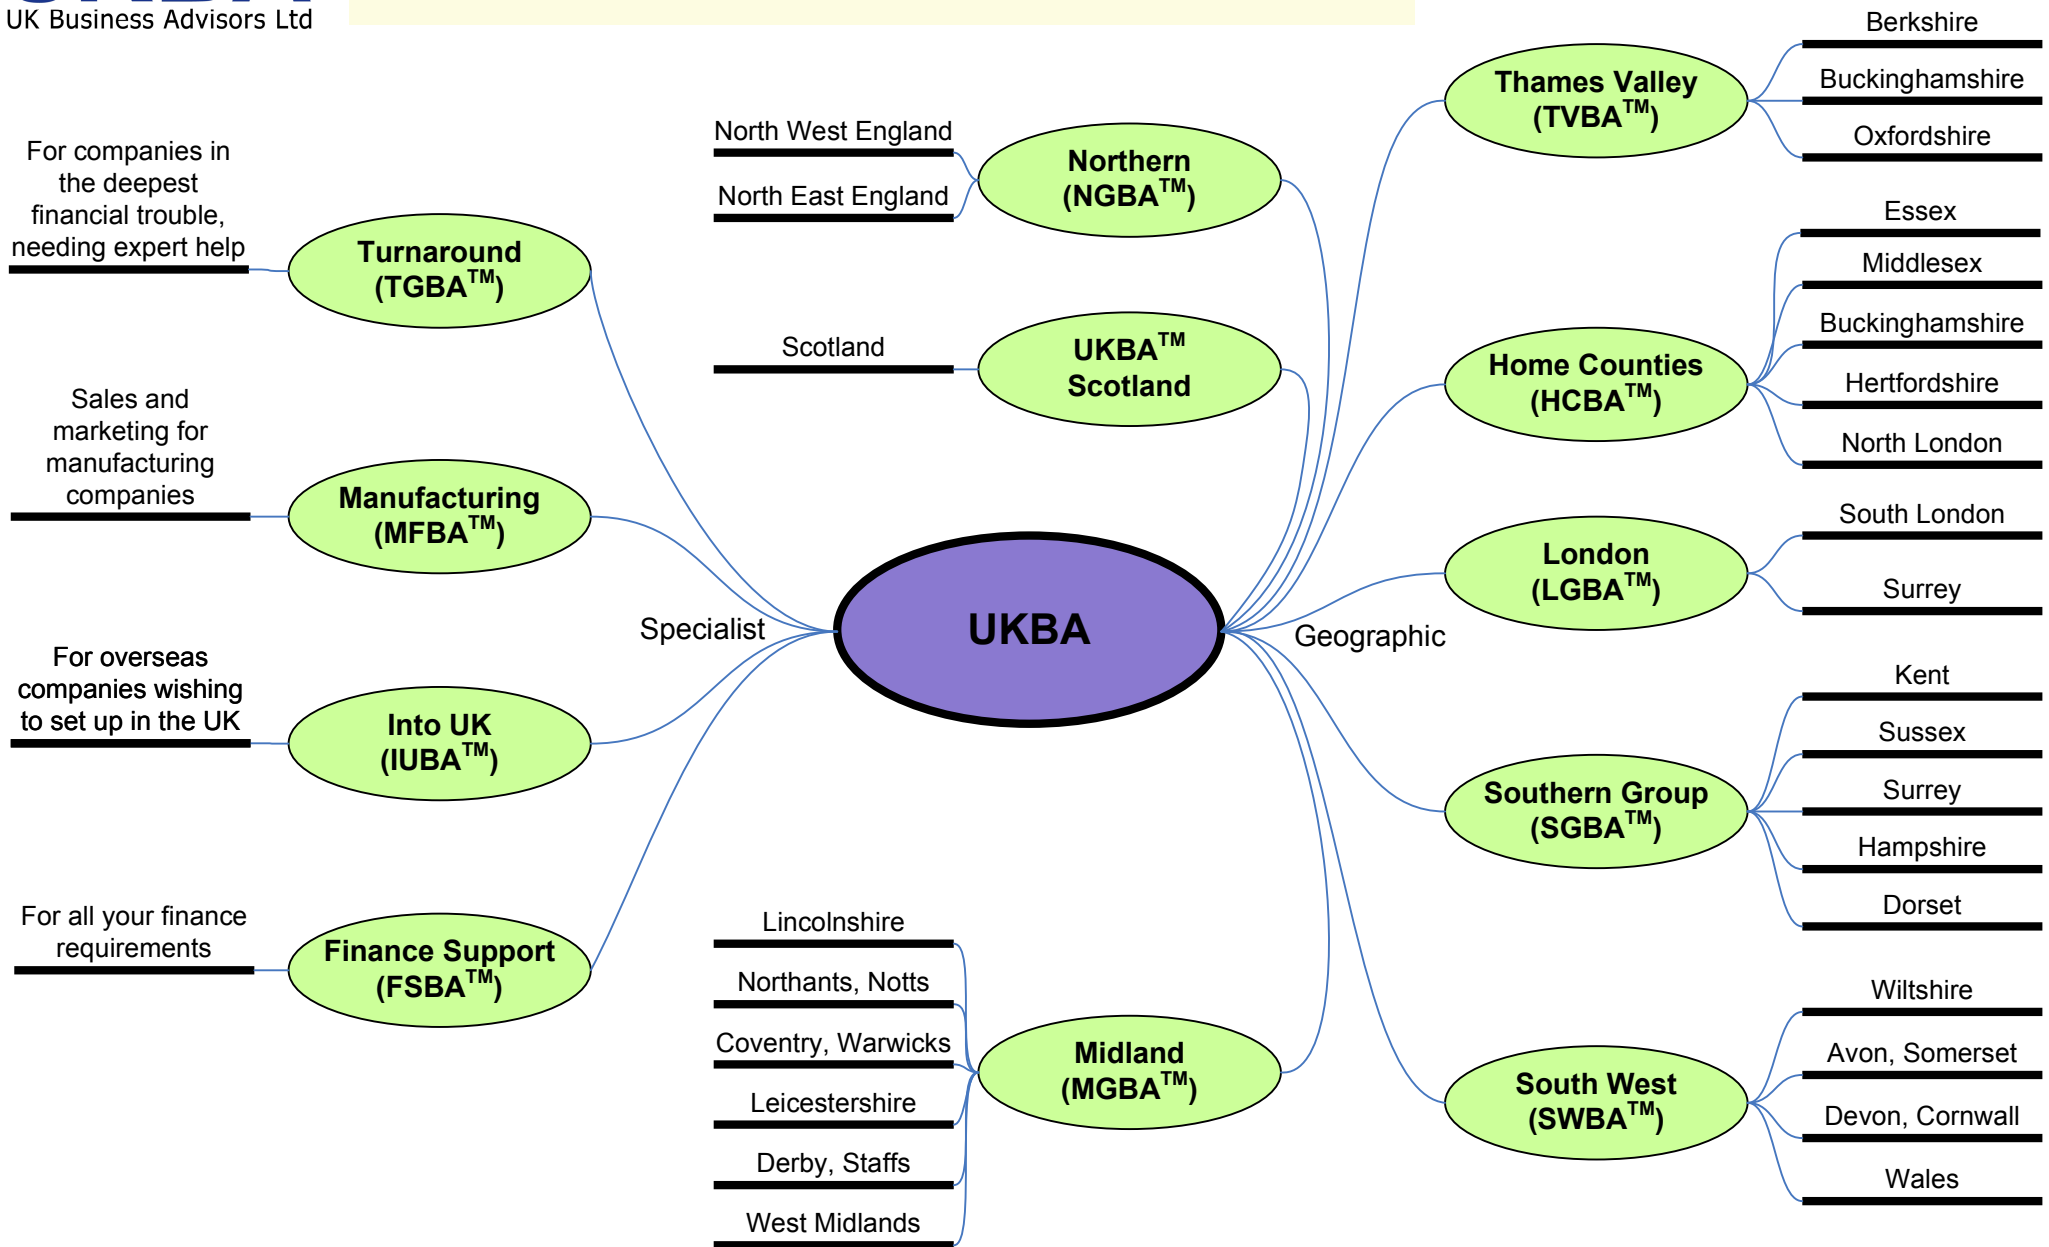 UK Business Advisors Ltd
For companies in
the deepest
financial trouble,
needing expert help
Turnaround
(TGBA™)
Sales and
marketing for
manufacturing
companies
Manufacturing
(MFBA™)
For overseas
companies wishing
to set up in the UK
Into UK
(IUBA™)
For all your finance
requirements
Finance Support
(FSBA™)
Specialist
UKBA
Geographic
North West England
North East England
Northern
(NGBA™)
Scotland
UKBA™
Scotland
Lincolnshire
Northants, Notts
Coventry, Warwicks
Leicestershire
Derby, Staffs
West Midlands
Midland
(MGBA™)
Thames Valley
(TVBA™)
Berkshire
Buckinghamshire
Oxfordshire
Home Counties
(HCBA™)
Essex
Middlesex
Buckinghamshire
Hertfordshire
North London
London
(LGBA™)
South London
Surrey
Southern Group
(SGBA™)
Kent
Sussex
Surrey
Hampshire
Dorset
South West
(SWBA™)
Wiltshire
Avon, Somerset
Devon, Cornwall
Wales